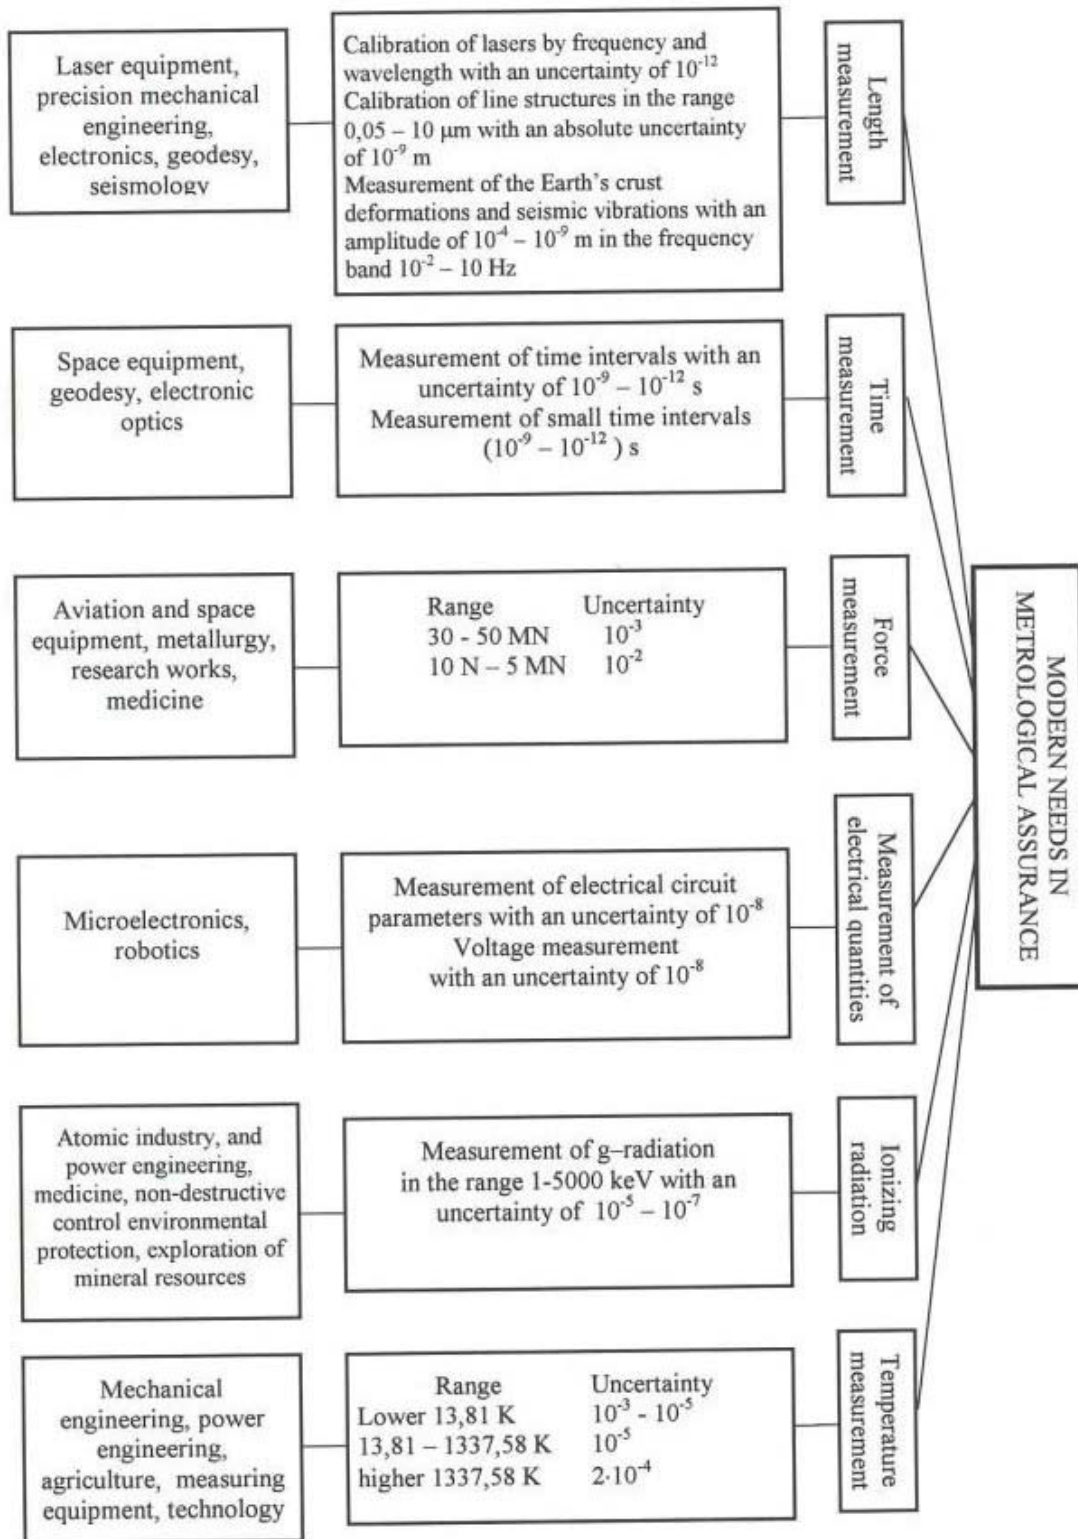 Laser equipment,
precision mechanical
engineering,
electronics, geodesy,
seismology
Calibration of lasers by frequency and
wavelength with an uncertainty of 10⁻¹²
Calibration of line structures in the range
0,05 – 10 μm with an absolute uncertainty
of 10⁻⁹ m
Measurement of the Earth's crust
deformations and seismic vibrations with an
amplitude of 10⁻⁴ – 10⁻⁹ m in the frequency
band 10⁻² – 10 Hz
Length
measurement
Space equipment,
geodesy, electronic
optics
Measurement of time intervals with an
uncertainty of 10⁻⁹ – 10⁻¹² s
Measurement of small time intervals
(10⁻⁹ – 10⁻¹² ) s
Time
measurement
Aviation and space
equipment, metallurgy,
research works,
medicine
Range Uncertainty
30 - 50 MN 10⁻³
10 N – 5 MN 10⁻²
Force
measurement
MODERN NEEDS IN
METROLOGICAL ASSURANCE
Microelectronics,
robotics
Measurement of electrical circuit
parameters with an uncertainty of 10⁻⁸
Voltage measurement
with an uncertainty of 10⁻⁸
Measurement of
electrical quantities
Atomic industry, and
power engineering,
medicine, non-destructive
control environmental
protection, exploration of
mineral resources
Measurement of g–radiation
in the range 1-5000 keV with an
uncertainty of 10⁻⁵ – 10⁻⁷
Ionizing
radiation
Mechanical
engineering, power
engineering,
agriculture, measuring
equipment, technology
Range Uncertainty
Lower 13,81 K 10⁻³ - 10⁻⁵
13,81 – 1337,58 K 10⁻⁵
higher 1337,58 K 2·10⁻⁴
Temperature
measurement